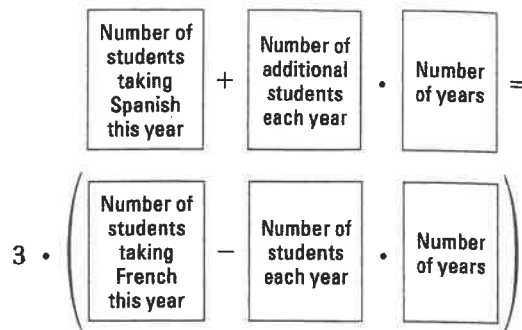 Number of
students
taking
Spanish
this year
+
Number of
additional
students
each year
•
Number
of years
=
3 • (
Number of
students
taking
French
this year
−
Number of
students
each year
•
Number
of years
)